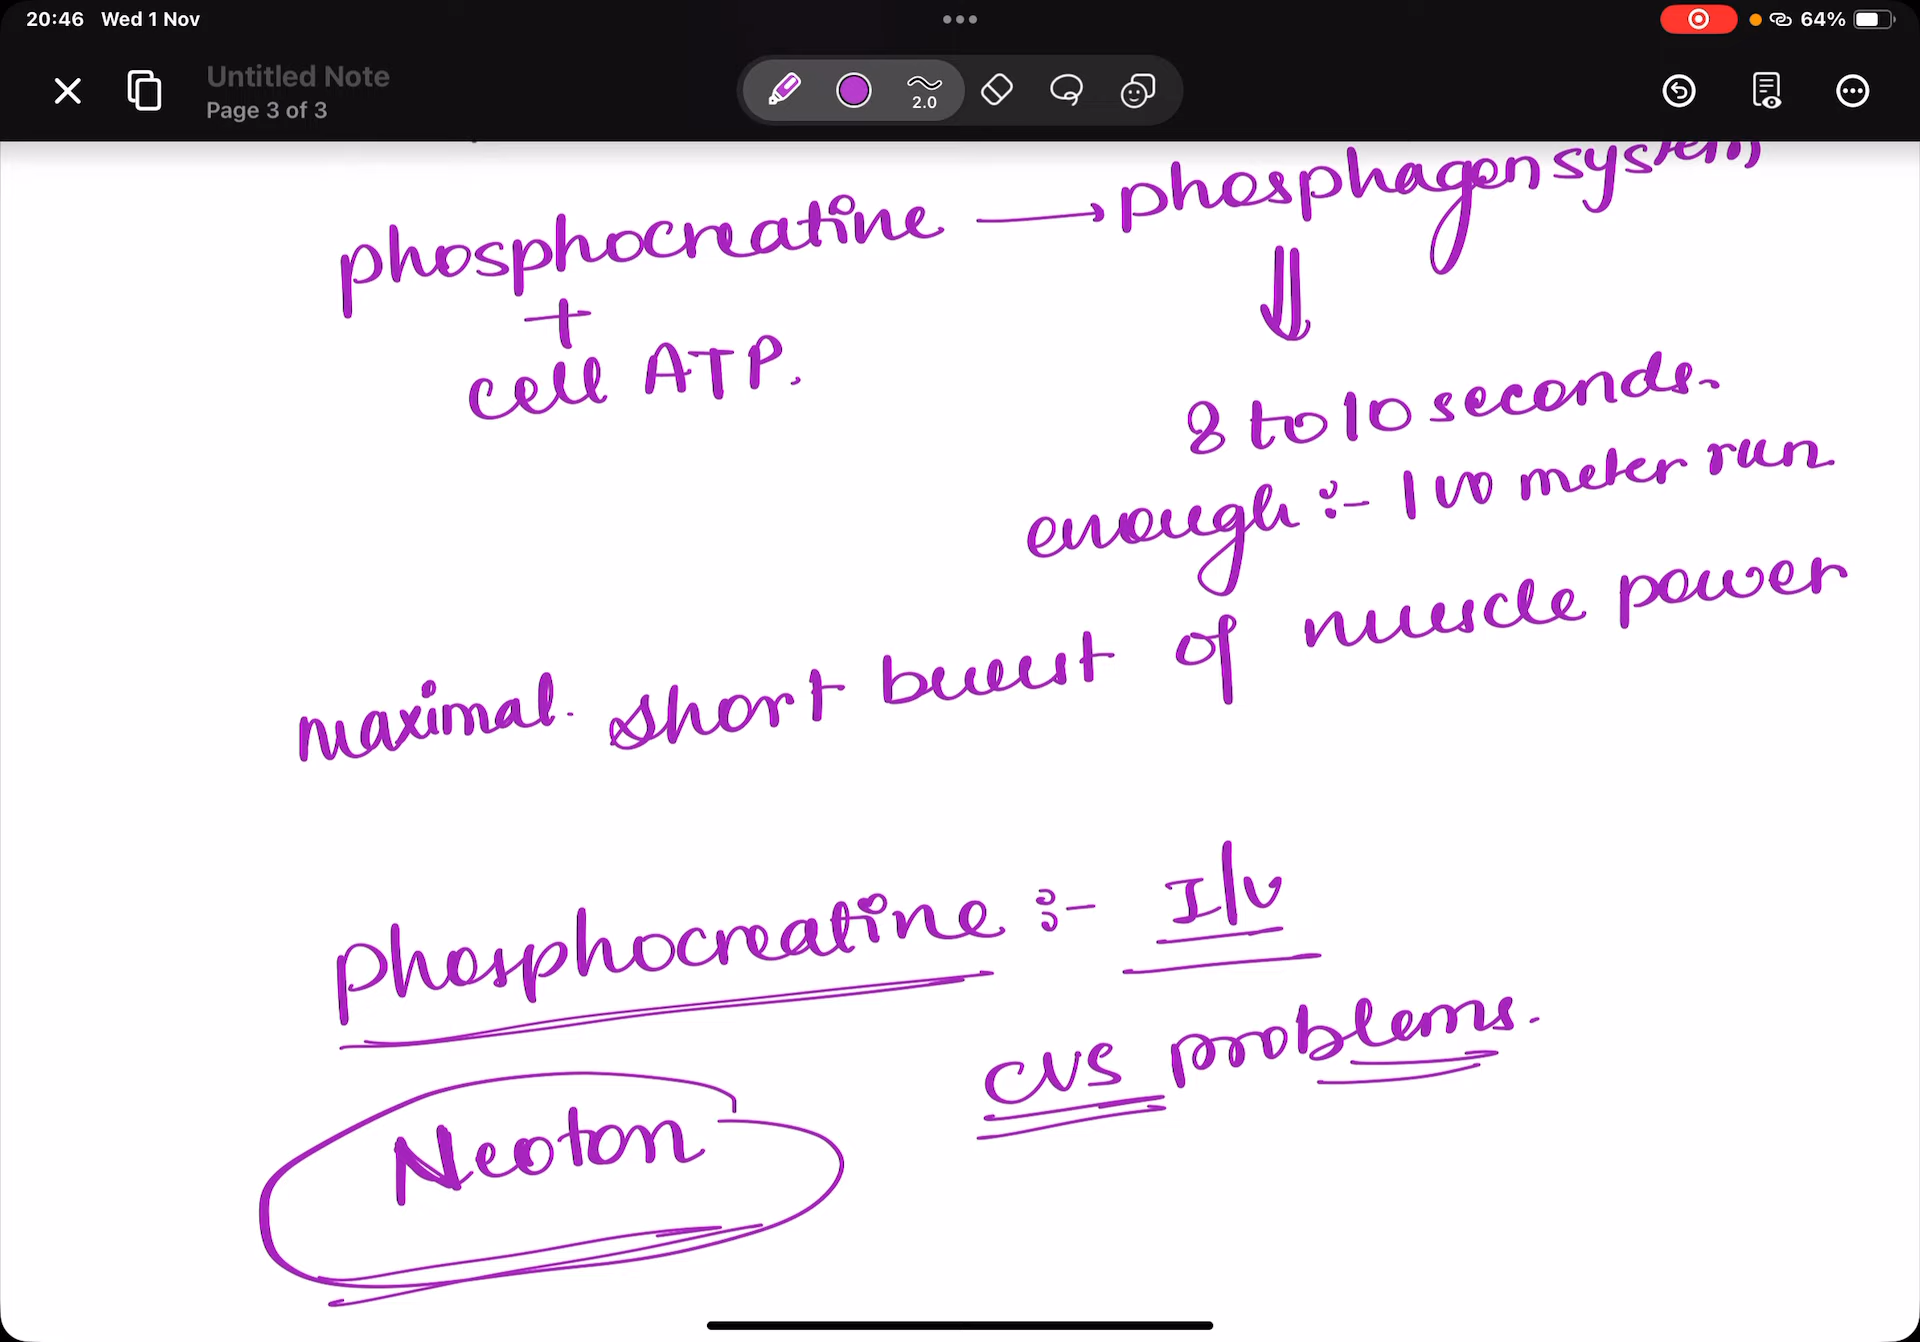 20:46 Wed 1 Nov
64%
Untitled Note
Page 3 of 3
2.0
phosphocreatine → phosphagen system
+
cell ATP.
8 to 10 seconds.
enough :- 100 meter run
maximal. short burst of muscle power
phosphocreatine :- I/v
CVS problems.
Neoton